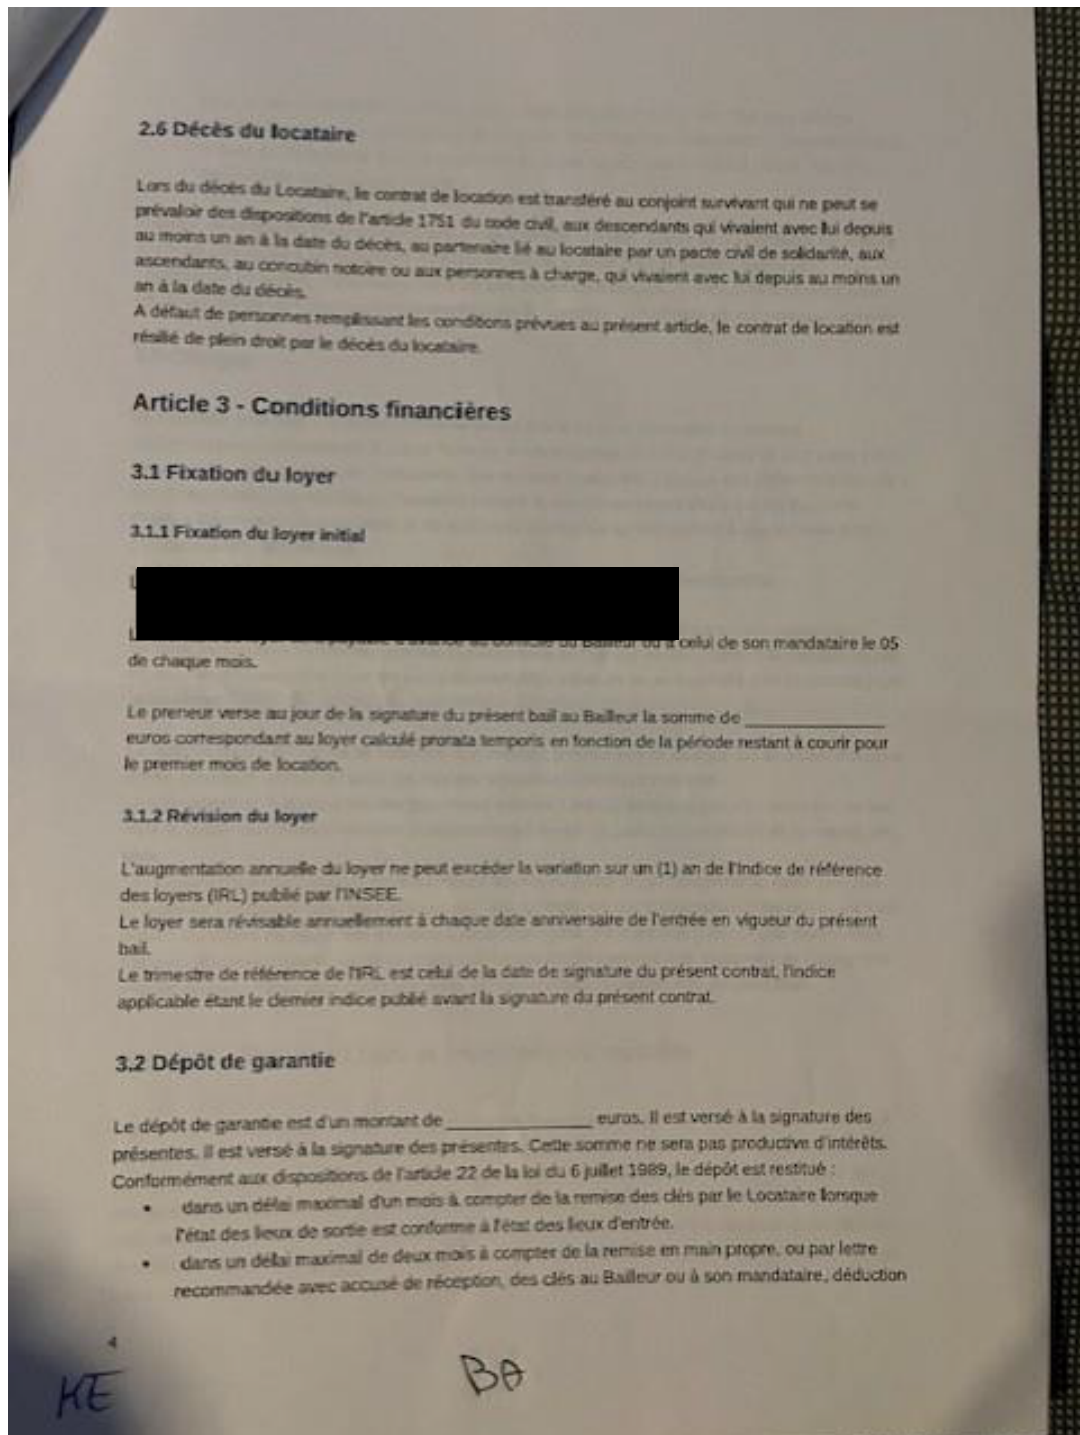 2.6 Décès du locataire
Lors du décès du Locataire, le contrat de location est transféré au conjoint survivant qui ne peut se
prévaloir des dispositions de l'article 1751 du code civil, aux descendants qui vivaient avec lui depuis
au moins un an à la date du décès, au partenaire lié au locataire par un pacte civil de solidarité, aux
ascendants, au concubin notoire ou aux personnes à charge, qui vivaient avec lui depuis au moins un
an à la date du décès.
A défaut de personnes remplissant les conditions prévues au présent article, le contrat de location est
résilié de plein droit par le décès du locataire.
Article 3 - Conditions financières
3.1 Fixation du loyer
3.1.1 Fixation du loyer initial
du Bailleur ou à celui de son mandataire le 05
de chaque mois.
Le preneur verse au jour de la signature du présent bail au Bailleur la somme de ____________
euros correspondant au loyer calculé prorata temporis en fonction de la période restant à courir pour
le premier mois de location.
3.1.2 Révision du loyer
L'augmentation annuelle du loyer ne peut excéder la variation sur un (1) an de l'Indice de référence
des loyers (IRL) publié par l'INSEE.
Le loyer sera révisable annuellement à chaque date anniversaire de l'entrée en vigueur du présent
bail.
Le trimestre de référence de l'IRL est celui de la date de signature du présent contrat, l'indice
applicable étant le dernier indice publié avant la signature du présent contrat.
3.2 Dépôt de garantie
Le dépôt de garantie est d'un montant de ____________ euros. Il est versé à la signature des
présentes. Il est versé à la signature des présentes. Cette somme ne sera pas productive d'intérêts.
Conformément aux dispositions de l'article 22 de la loi du 6 juillet 1989, le dépôt est restitué :
• dans un délai maximal d'un mois à compter de la remise des clés par le Locataire lorsque
l'état des lieux de sortie est conforme à l'état des lieux d'entrée.
• dans un délai maximal de deux mois à compter de la remise en main propre, ou par lettre
recommandée avec accusé de réception, des clés au Bailleur ou à son mandataire, déduction
4
KE
BA